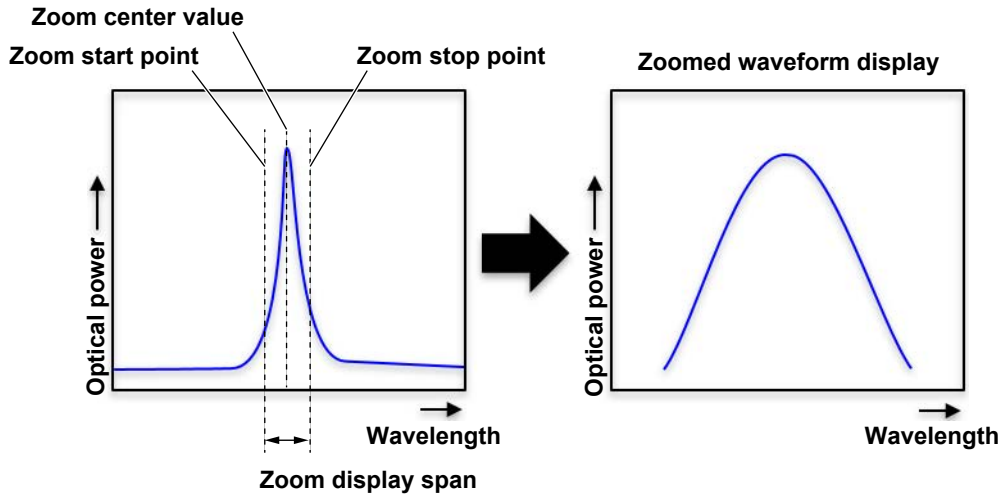 Zoom center value
Zoom start point
Zoom stop point
Optical power
Wavelength
Zoom display span
Zoomed waveform display
Optical power
Wavelength